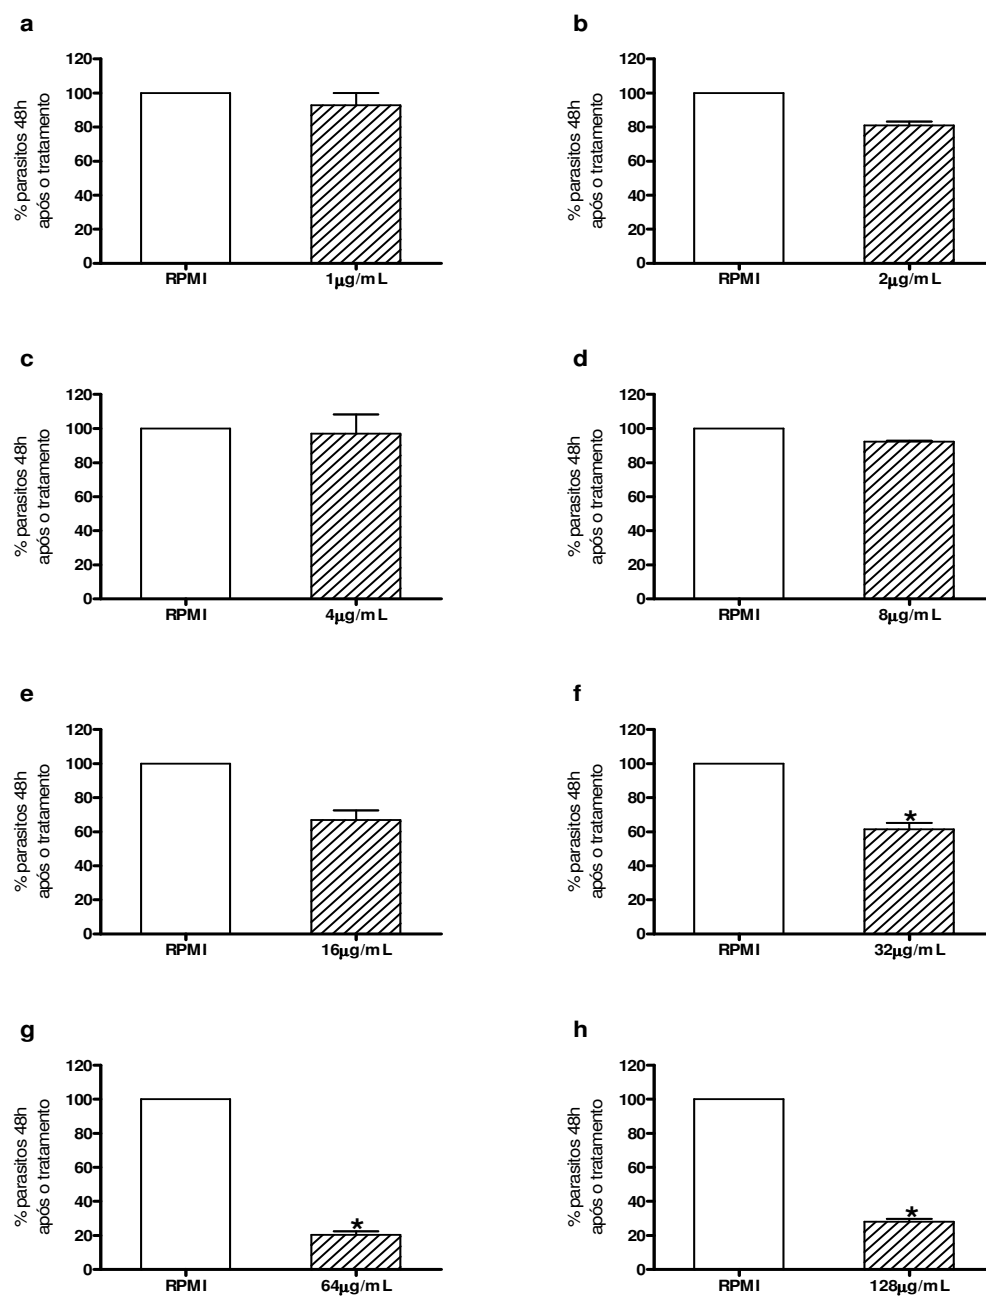 a
120
100
80
60
40
20
0
% parasitos 48h
após o tratamento
RPMI 1µg/mL
b
120
100
80
60
40
20
0
% parasitos 48h
após o tratamento
RPMI 2µg/mL
c
120
100
80
60
40
20
0
% parasitos 48h
após o tratamento
RPMI 4µg/mL
d
120
100
80
60
40
20
0
% parasitos 48h
após o tratamento
RPMI 8µg/mL
e
120
100
80
60
40
20
0
% parasitos 48h
após o tratamento
RPMI 16µg/mL
f
120
100
80
60
40
20
0
% parasitos 48h
após o tratamento
*
RPMI 32µg/mL
g
120
100
80
60
40
20
0
% parasitos 48h
após o tratamento
*
RPMI 64µg/mL
h
120
100
80
60
40
20
0
% parasitos 48h
após o tratamento
*
RPMI 128µg/mL